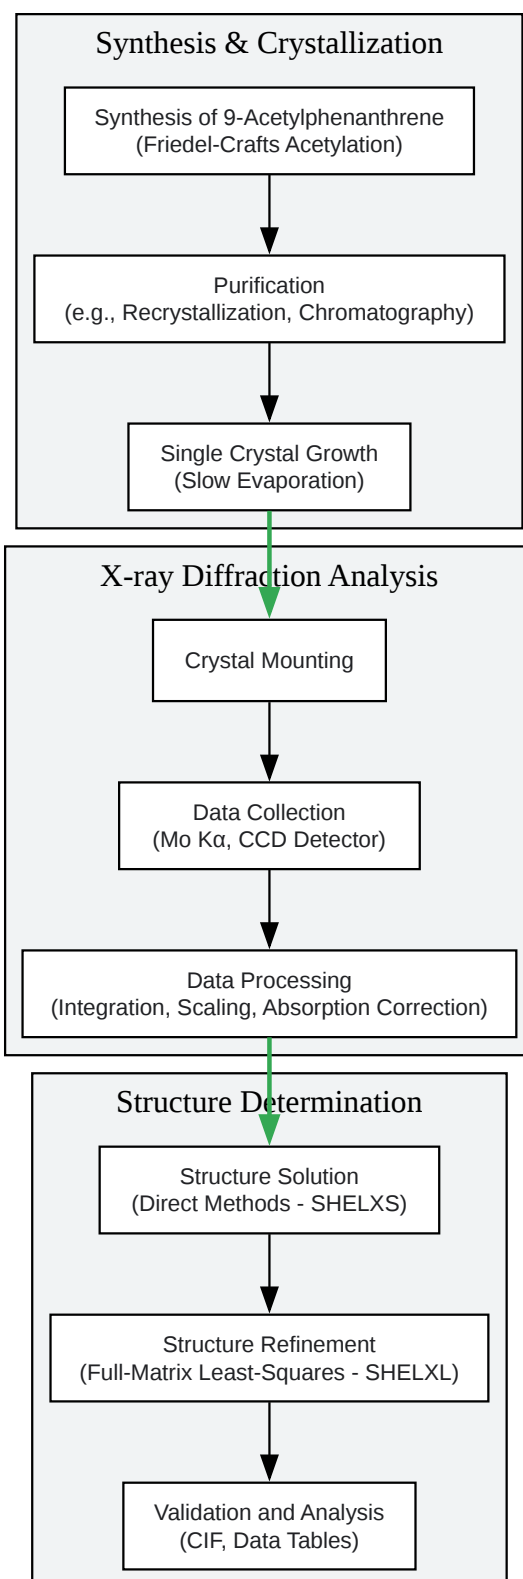 Synthesis & Crystallization
Synthesis of 9-Acetylphenanthrene
(Friedel-Crafts Acetylation)
Purification
(e.g., Recrystallization, Chromatography)
Single Crystal Growth
(Slow Evaporation)
X-ray Diffraction Analysis
Crystal Mounting
Data Collection
(Mo Kα, CCD Detector)
Data Processing
(Integration, Scaling, Absorption Correction)
Structure Determination
Structure Solution
(Direct Methods - SHELXS)
Structure Refinement
(Full-Matrix Least-Squares - SHELXL)
Validation and Analysis
(CIF, Data Tables)